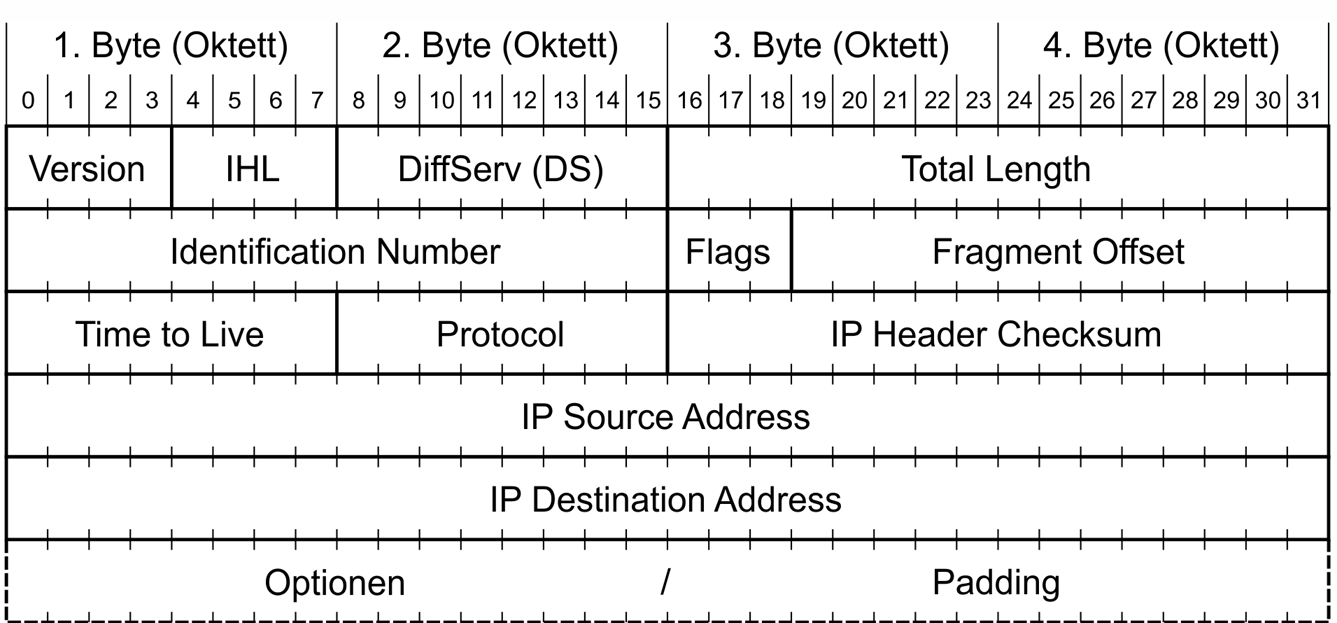 1. Byte (Oktett) 2. Byte (Oktett) 3. Byte (Oktett) 4. Byte (Oktett)
0 1 2 3 4 5 6 7 8 9 10 11 12 13 14 15 16 17 18 19 20 21 22 23 24 25 26 27 28 29 30 31
Version IHL DiffServ (DS) Total Length
Identification Number Flags Fragment Offset
Time to Live Protocol IP Header Checksum
IP Source Address
IP Destination Address
Optionen / Padding